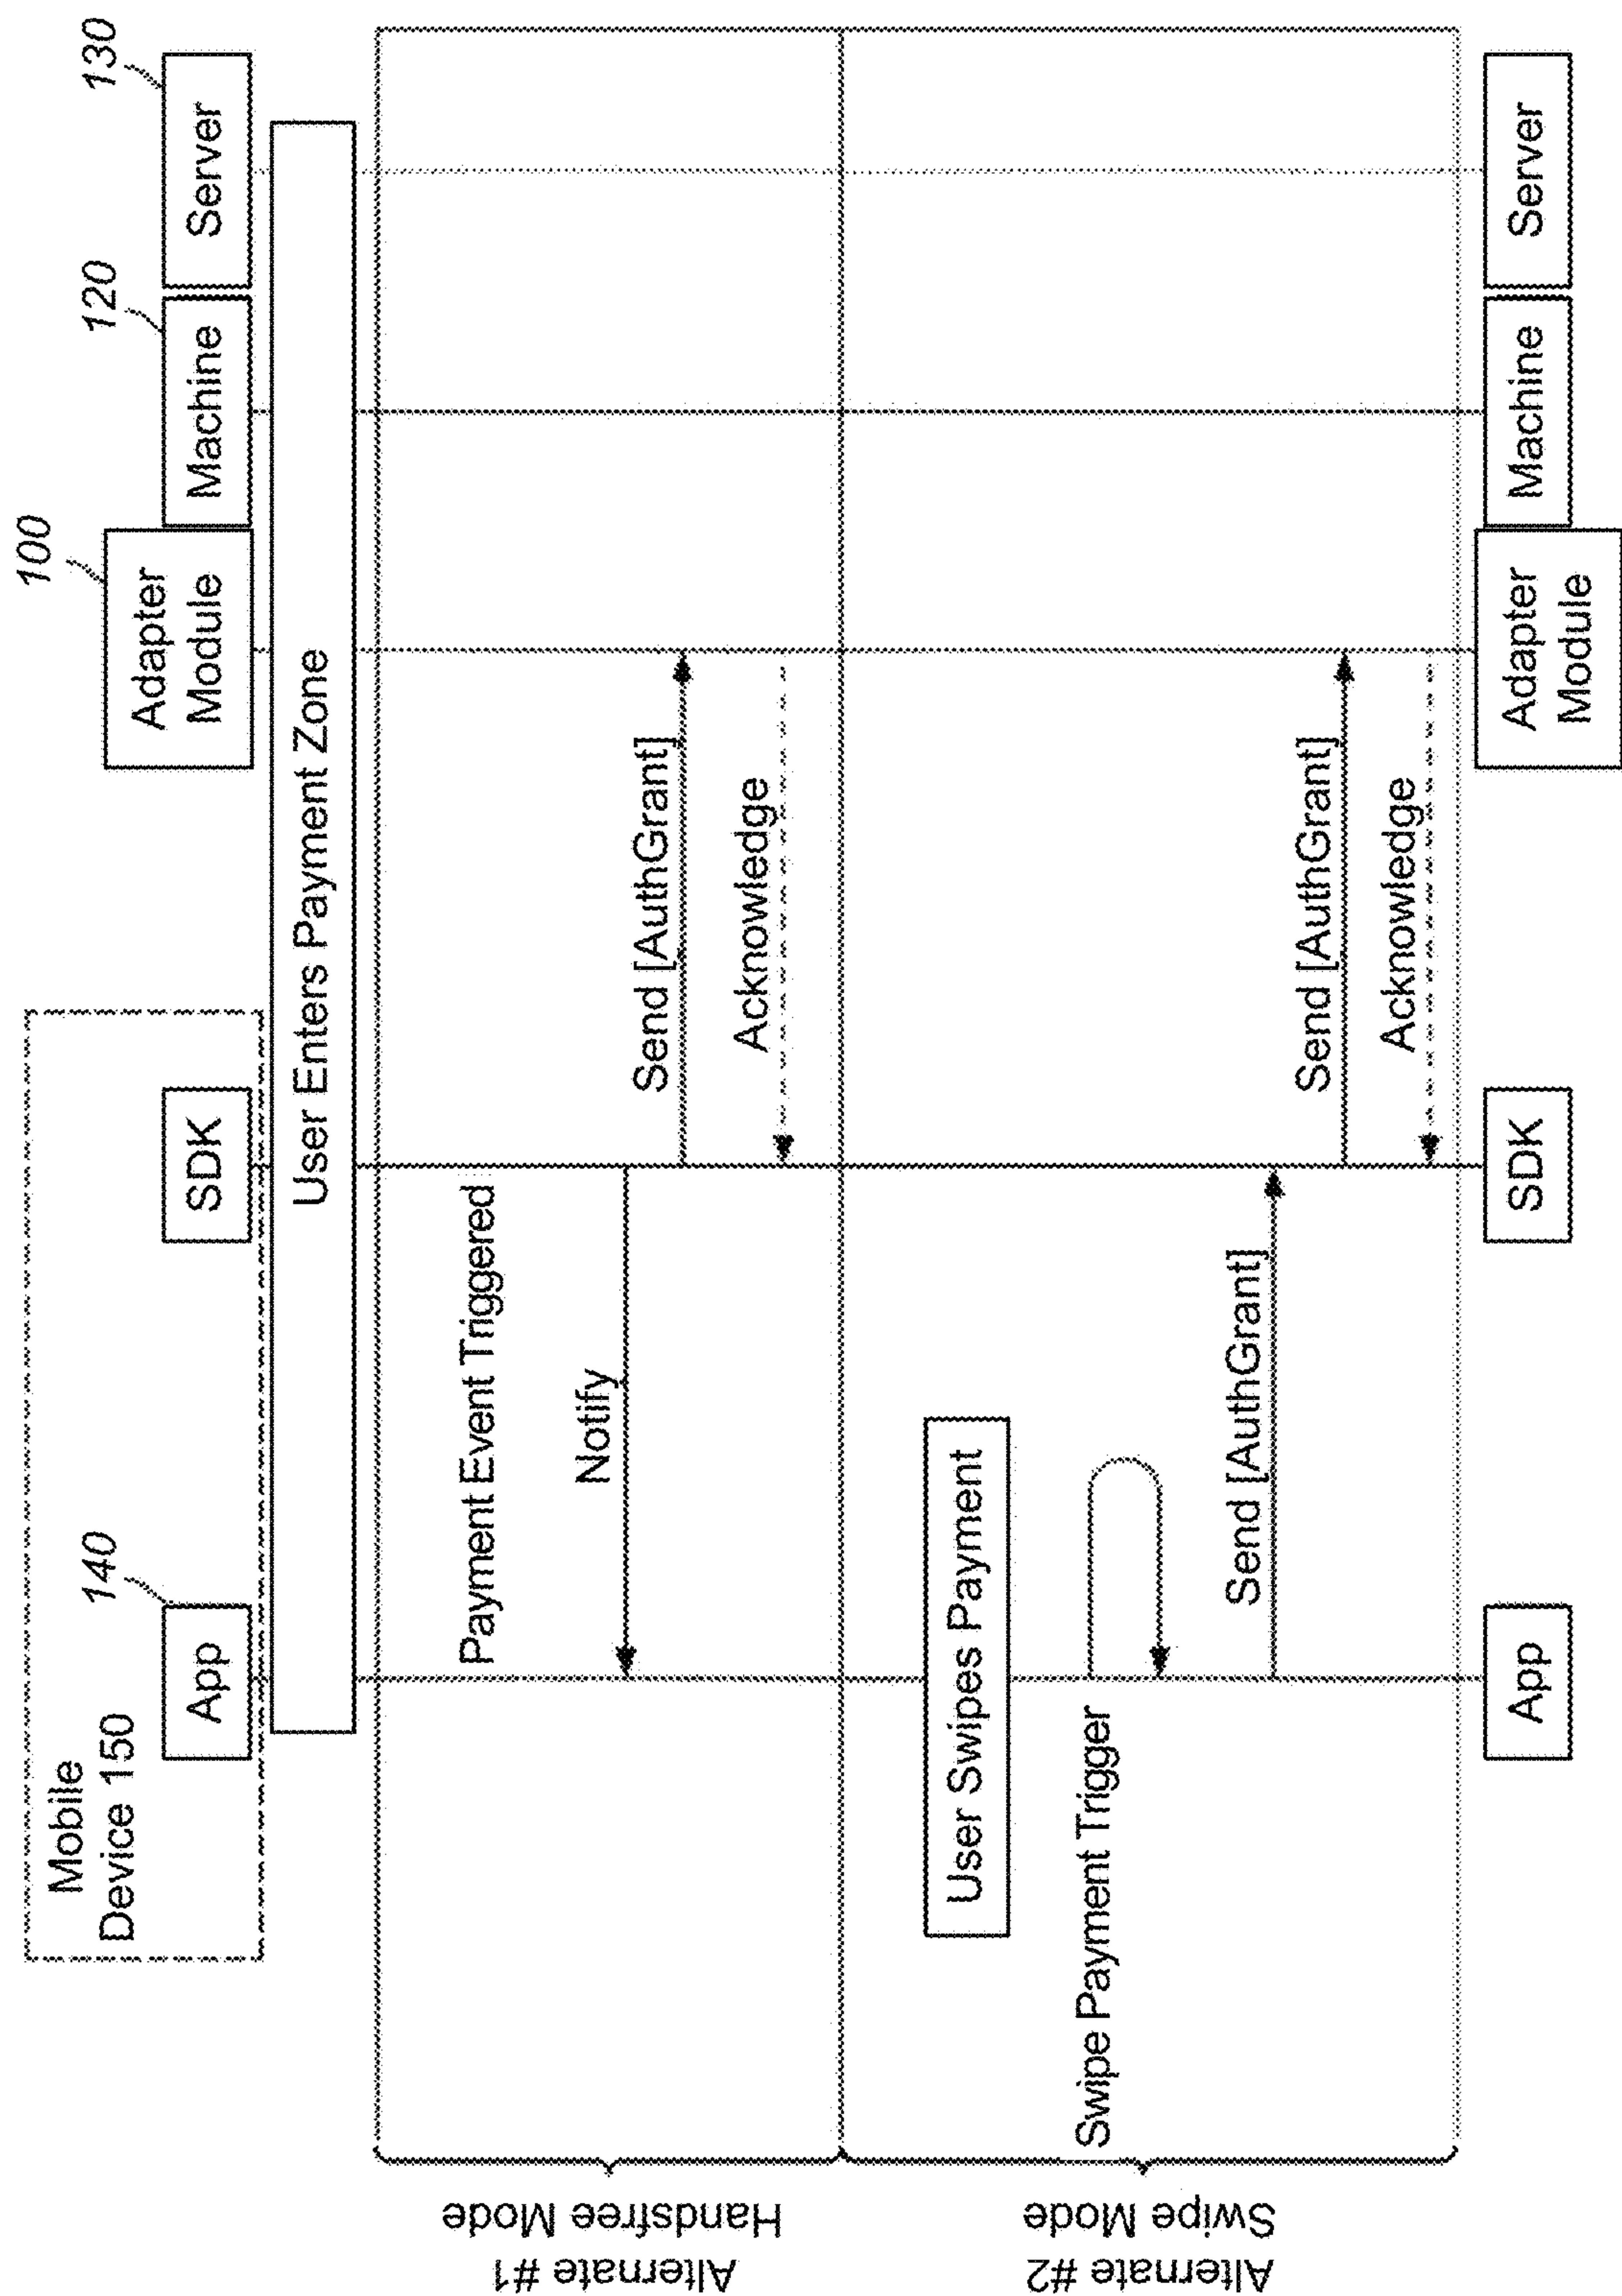 Mobile
Device 150
140
App
SDK
100
Adapter
Module
120
Machine
130
Server
User Enters Payment Zone
Alternate #1
Handsfree Mode
Payment Event Triggered
Notify
Send [AuthGrant]
Acknowledge
Alternate #2
Swipe Mode
User Swipes Payment
Swipe Payment Trigger
Send [AuthGrant]
Send [AuthGrant]
Acknowledge
App
SDK
Adapter
Module
Machine
Server